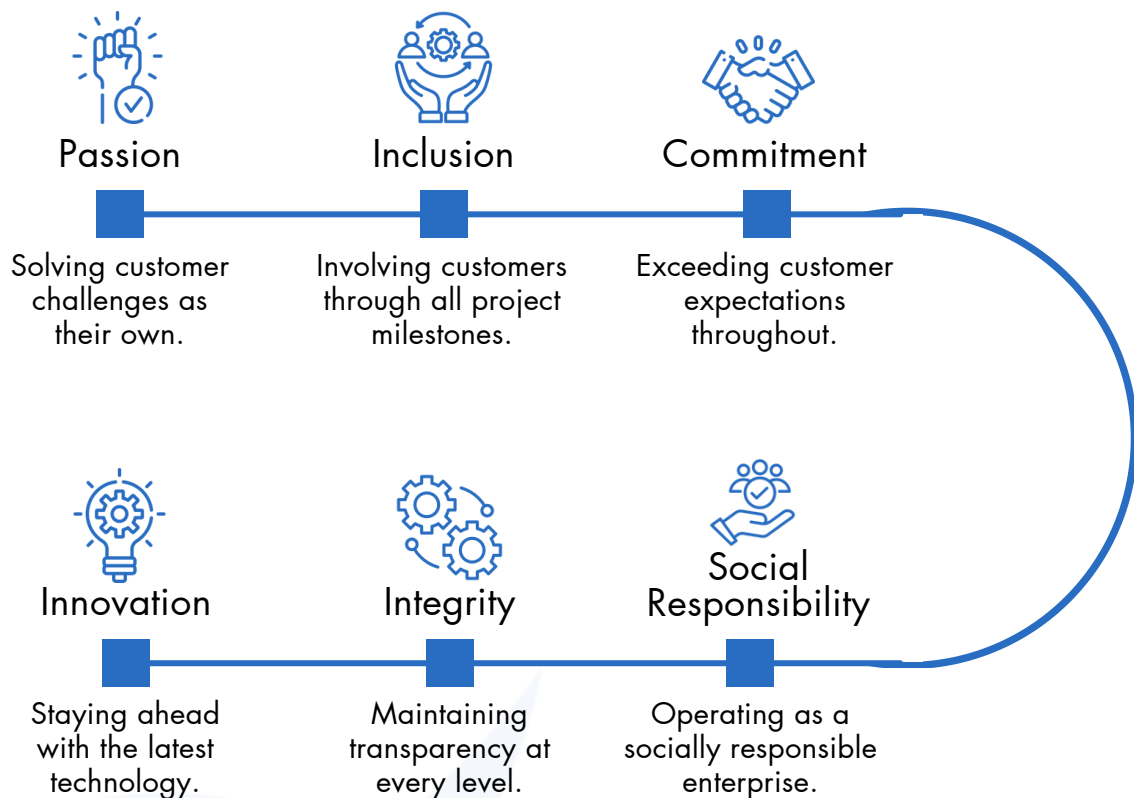 Passion
Solving customer
challenges as
their own.
Inclusion
Involving customers
through all project
milestones.
Commitment
Exceeding customer
expectations
throughout.
Innovation
Staying ahead
with the latest
technology.
Integrity
Maintaining
transparency at
every level.
Social
Responsibility
Operating as a
socially responsible
enterprise.